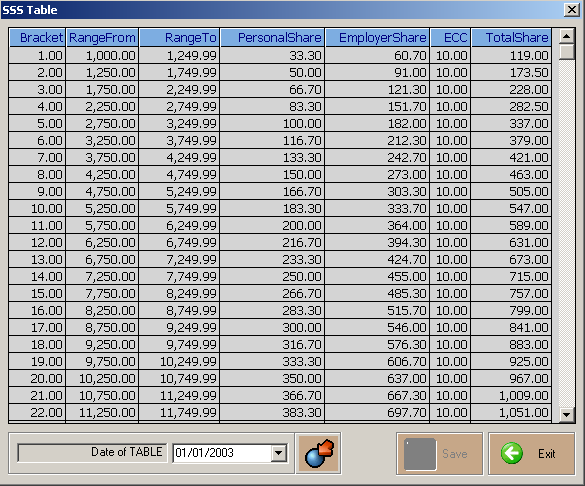 SSS Table
Bracket RangeFrom RangeTo PersonalShare EmployerShare ECC TotalShare
1.00 1,000.00 1,249.99 33.30 60.70 10.00 119.00
2.00 1,250.00 1,749.99 50.00 91.00 10.00 173.50
3.00 1,750.00 2,249.99 66.70 121.30 10.00 228.00
4.00 2,250.00 2,749.99 83.30 151.70 10.00 282.50
5.00 2,750.00 3,249.99 100.00 182.00 10.00 337.00
6.00 3,250.00 3,749.99 116.70 212.30 10.00 379.00
7.00 3,750.00 4,249.99 133.30 242.70 10.00 421.00
8.00 4,250.00 4,749.99 150.00 273.00 10.00 463.00
9.00 4,750.00 5,249.99 166.70 303.30 10.00 505.00
10.00 5,250.00 5,749.99 183.30 333.70 10.00 547.00
11.00 5,750.00 6,249.99 200.00 364.00 10.00 589.00
12.00 6,250.00 6,749.99 216.70 394.30 10.00 631.00
13.00 6,750.00 7,249.99 233.30 424.70 10.00 673.00
14.00 7,250.00 7,749.99 250.00 455.00 10.00 715.00
15.00 7,750.00 8,249.99 266.70 485.30 10.00 757.00
16.00 8,250.00 8,749.99 283.30 515.70 10.00 799.00
17.00 8,750.00 9,249.99 300.00 546.00 10.00 841.00
18.00 9,250.00 9,749.99 316.70 576.30 10.00 883.00
19.00 9,750.00 10,249.99 333.30 606.70 10.00 925.00
20.00 10,250.00 10,749.99 350.00 637.00 10.00 967.00
21.00 10,750.00 11,249.99 366.70 667.30 10.00 1,009.00
22.00 11,250.00 11,749.99 383.30 697.70 10.00 1,051.00
Date of TABLE 01/01/2003 Save Exit